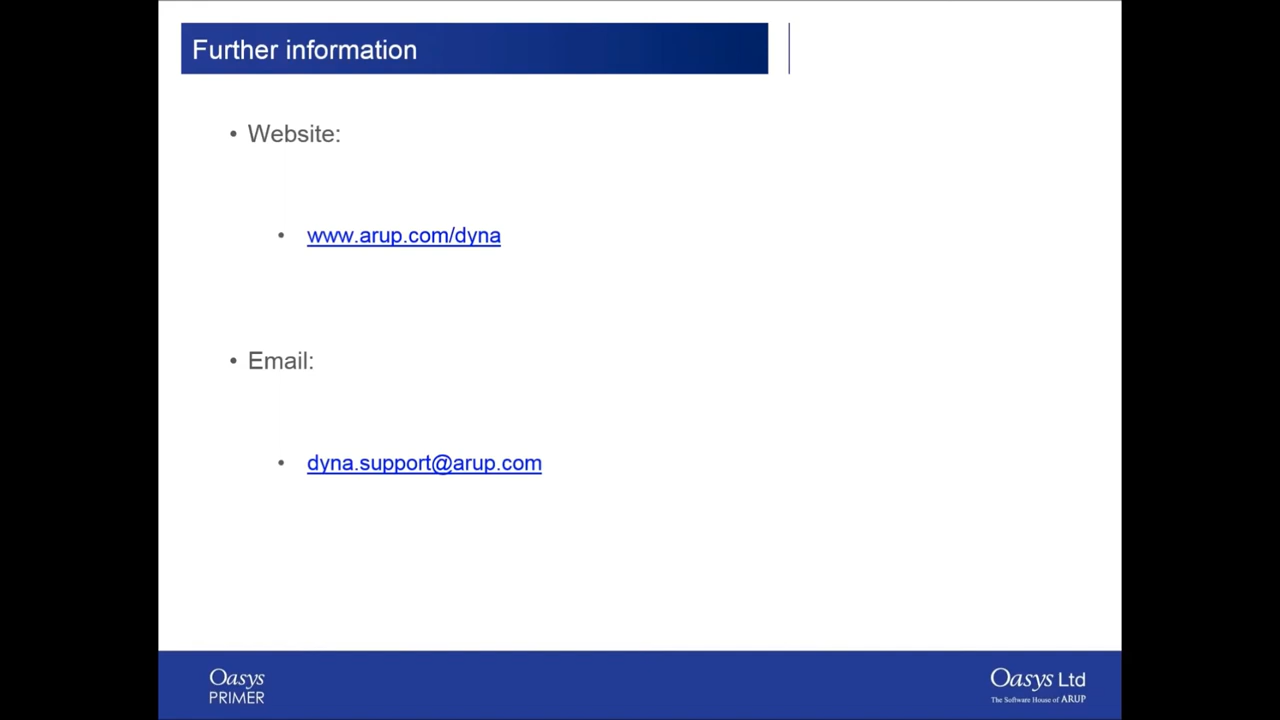 Further information
• Website:
• www.arup.com/dyna
• Email:
• dyna.support@arup.com
Oasys
PRIMER
Oasys Ltd
The Software House of ARUP